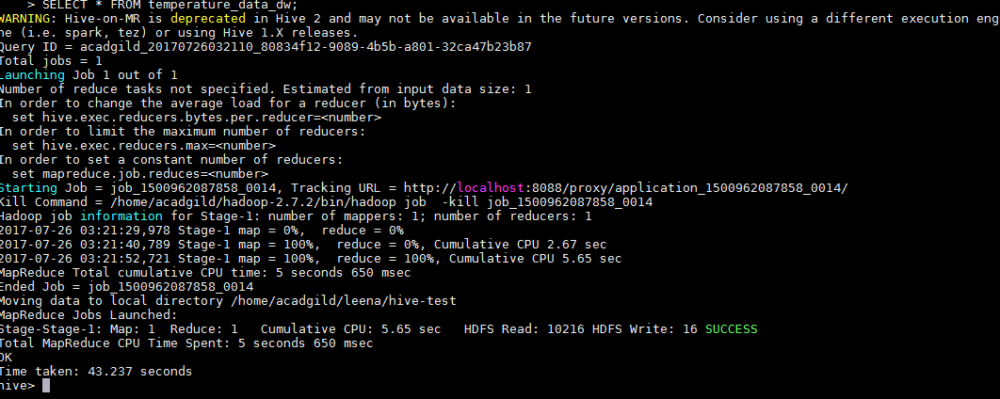 > SELECT * FROM temperature_data_dw;
WARNING: Hive-on-MR is deprecated in Hive 2 and may not be available in the future versions. Consider using a different execution eng
ne (i.e. spark, tez) or using Hive 1.X releases.
Query ID = acadgild_20170726032110_80834f12-9089-4b5b-a801-32ca47b23b87
Total jobs = 1
Launching Job 1 out of 1
Number of reduce tasks not specified. Estimated from input data size: 1
In order to change the average load for a reducer (in bytes):
  set hive.exec.reducers.bytes.per.reducer=<number>
In order to limit the maximum number of reducers:
  set hive.exec.reducers.max=<number>
In order to set a constant number of reducers:
  set mapreduce.job.reduces=<number>
Starting Job = job_1500962087858_0014, Tracking URL = http://localhost:8088/proxy/application_1500962087858_0014/
Kill Command = /home/acadgild/hadoop-2.7.2/bin/hadoop job  -kill job_1500962087858_0014
Hadoop job information for Stage-1: number of mappers: 1; number of reducers: 1
2017-07-26 03:21:29,978 Stage-1 map = 0%,  reduce = 0%
2017-07-26 03:21:40,789 Stage-1 map = 100%,  reduce = 0%, Cumulative CPU 2.67 sec
2017-07-26 03:21:52,721 Stage-1 map = 100%,  reduce = 100%, Cumulative CPU 5.65 sec
MapReduce Total cumulative CPU time: 5 seconds 650 msec
Ended Job = job_1500962087858_0014
Moving data to local directory /home/acadgild/leena/hive-test
MapReduce Jobs Launched:
Stage-Stage-1: Map: 1  Reduce: 1   Cumulative CPU: 5.65 sec   HDFS Read: 10216 HDFS Write: 16 SUCCESS
Total MapReduce CPU Time Spent: 5 seconds 650 msec
OK
Time taken: 43.237 seconds
hive>